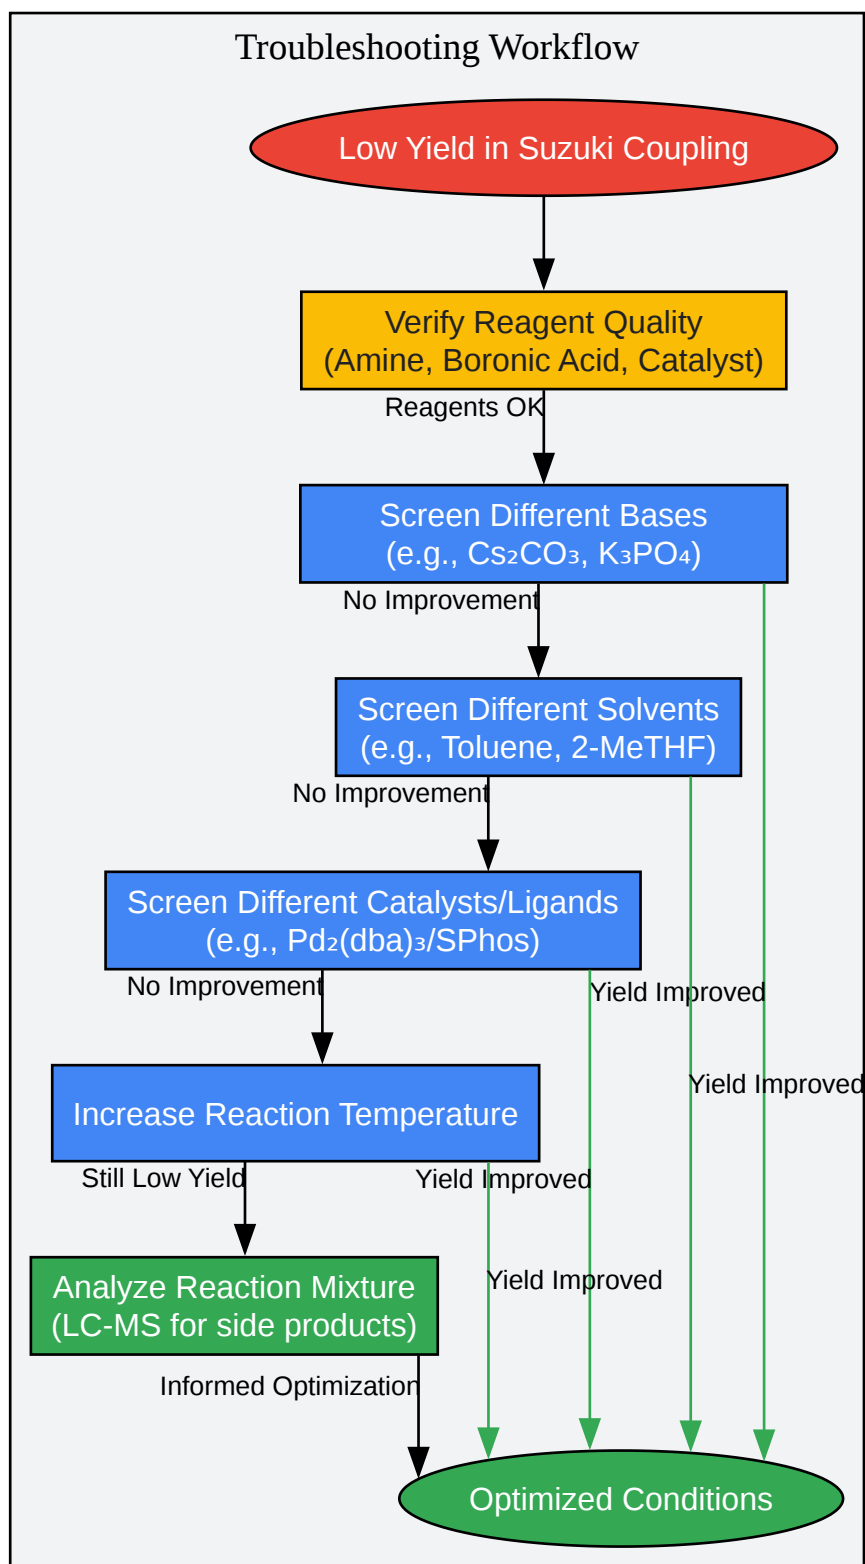 Troubleshooting Workflow
Low Yield in Suzuki Coupling
Verify Reagent Quality
(Amine, Boronic Acid, Catalyst)
Reagents OK
Screen Different Bases
(e.g., Cs₂CO₃, K₃PO₄)
No Improvement
Screen Different Solvents
(e.g., Toluene, 2-MeTHF)
No Improvement
Screen Different Catalysts/Ligands
(e.g., Pd₂(dba)₃/SPhos)
No Improvement
Yield Improved
Increase Reaction Temperature
Yield Improved
Still Low Yield
Yield Improved
Analyze Reaction Mixture
(LC-MS for side products)
Yield Improved
Informed Optimization
Optimized Conditions